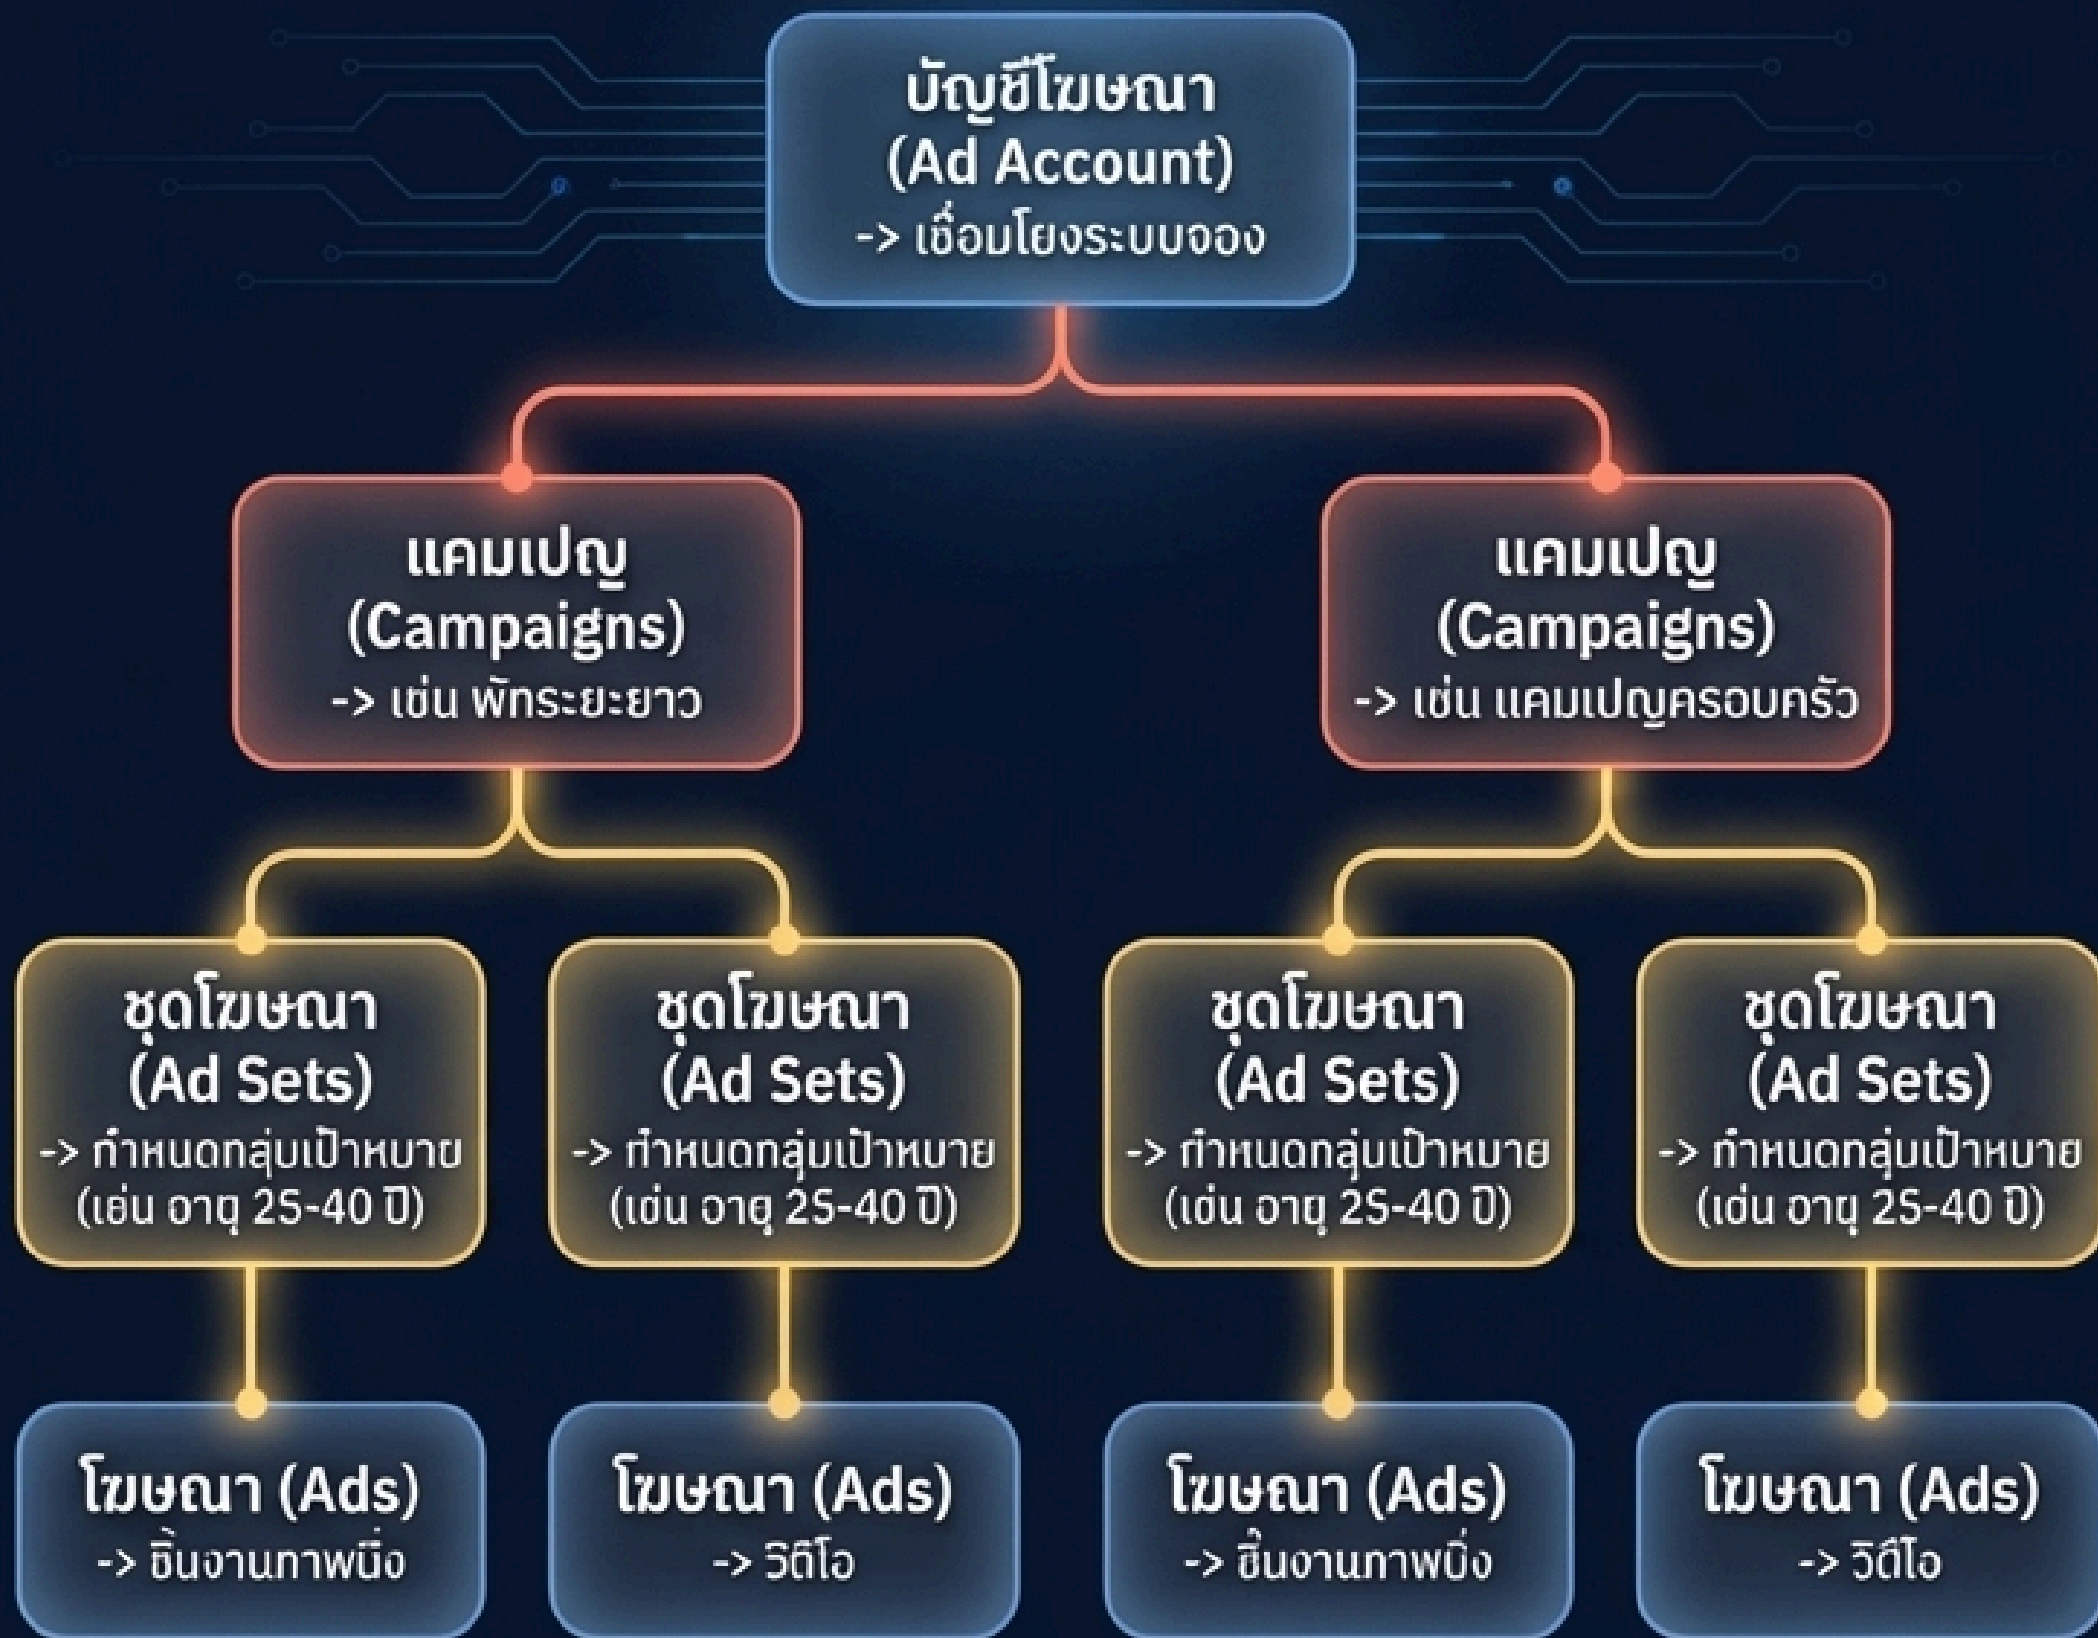 บัญชีโฆษณา
(Ad Account)
-> เชื่อมโยงระบบจอง
แคมเปญ
(Campaigns)
-> เช่น พักระยะยาว
แคมเปญ
(Campaigns)
-> เช่น แคมเปญครอบครัว
ชุดโฆษณา
(Ad Sets)
-> กำหนดกลุ่มเป้าหมาย
(เช่น อายุ 25-40 ปี)
ชุดโฆษณา
(Ad Sets)
-> กำหนดกลุ่มเป้าหมาย
(เช่น อายุ 25-40 ปี)
ชุดโฆษณา
(Ad Sets)
-> กำหนดกลุ่มเป้าหมาย
(เช่น อายุ 25-40 ปี)
ชุดโฆษณา
(Ad Sets)
-> กำหนดกลุ่มเป้าหมาย
(เช่น อายุ 25-40 ปี)
โฆษณา (Ads)
-> ชิ้นงานภาพนิ่ง
โฆษณา (Ads)
-> วิดีโอ
โฆษณา (Ads)
-> ชิ้นงานภาพนิ่ง
โฆษณา (Ads)
-> วิดีโอ